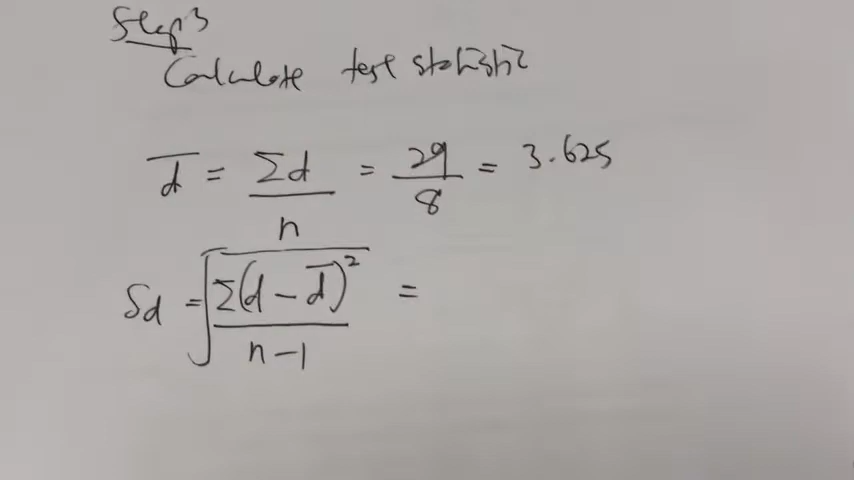 Step 3
Calculate test statistic
d̄ = Σd / n = 29 / 8 = 3.625
Sd = √(Σ(d - d̄)² / n - 1) =